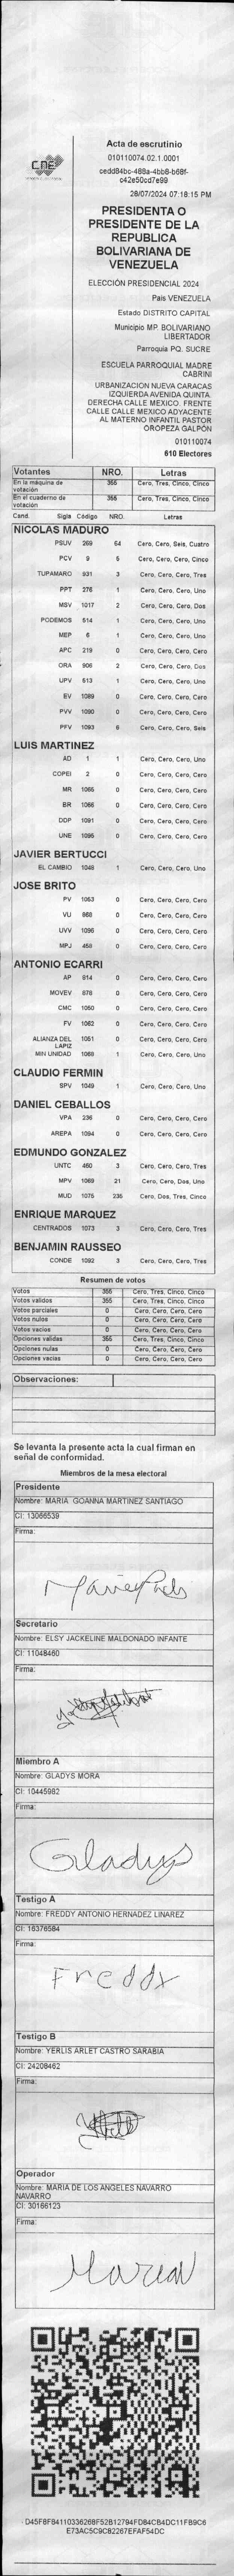 CNE
Acta de escrutinio
010110074.02.1.0001
cedd84bc-488a-4bb8-b68f-
c42e50cd7e99
28/07/2024 07:18:15 PM
PRESIDENTA O
PRESIDENTE DE LA
REPUBLICA
BOLIVARIANA DE
VENEZUELA
ELECCIÓN PRESIDENCIAL 2024
País VENEZUELA
Estado DISTRITO CAPITAL
Municipio MP. BOLIVARIANO
LIBERTADOR
Parroquia PQ. SUCRE
ESCUELA PARROQUIAL MADRE
CABRINI
URBANIZACION NUEVA CARACAS
IZQUIERDA AVENIDA QUINTA.
DERECHA CALLE MEXICO. FRENTE
CALLE CALLE MEXICO ADYACENTE
AL MATERNO INFANTIL PASTOR
OROPEZA GALPÓN
010110074
610 Electores
Votantes NRO. Letras
En la máquina de votación 355 Cero, Tres, Cinco, Cinco
En el cuaderno de votación 355 Cero, Tres, Cinco, Cinco
Cand. Sigla Código NRO. Letras
NICOLAS MADURO
PSUV 269 64 Cero, Cero, Seis, Cuatro
PCV 9 5 Cero, Cero, Cero, Cinco
TUPAMARO 931 3 Cero, Cero, Cero, Tres
PPT 276 1 Cero, Cero, Cero, Uno
MSV 1017 2 Cero, Cero, Cero, Dos
PODEMOS 514 1 Cero, Cero, Cero, Uno
MEP 6 1 Cero, Cero, Cero, Uno
APC 219 0 Cero, Cero, Cero, Cero
ORA 906 2 Cero, Cero, Cero, Dos
UPV 513 1 Cero, Cero, Cero, Uno
EV 1089 0 Cero, Cero, Cero, Cero
PVV 1090 0 Cero, Cero, Cero, Cero
PFV 1093 6 Cero, Cero, Cero, Seis
LUIS MARTINEZ
AD 1 1 Cero, Cero, Cero, Uno
COPEI 2 0 Cero, Cero, Cero, Cero
MR 1065 0 Cero, Cero, Cero, Cero
BR 1066 0 Cero, Cero, Cero, Cero
DDP 1091 0 Cero, Cero, Cero, Cero
UNE 1095 0 Cero, Cero, Cero, Cero
JAVIER BERTUCCI
EL CAMBIO 1048 1 Cero, Cero, Cero, Uno
JOSE BRITO
PV 1053 0 Cero, Cero, Cero, Cero
VU 868 0 Cero, Cero, Cero, Cero
UVV 1096 0 Cero, Cero, Cero, Cero
MPJ 458 0 Cero, Cero, Cero, Cero
ANTONIO ECARRI
AP 814 0 Cero, Cero, Cero, Cero
MOVEV 878 0 Cero, Cero, Cero, Cero
CMC 1050 0 Cero, Cero, Cero, Cero
FV 1062 0 Cero, Cero, Cero, Cero
ALIANZA DEL LAPIZ 1051 0 Cero, Cero, Cero, Cero
MIN UNIDAD 1068 1 Cero, Cero, Cero, Uno
CLAUDIO FERMIN
SPV 1049 1 Cero, Cero, Cero, Uno
DANIEL CEBALLOS
VPA 236 0 Cero, Cero, Cero, Cero
AREPA 1094 0 Cero, Cero, Cero, Cero
EDMUNDO GONZALEZ
UNTC 460 3 Cero, Cero, Cero, Tres
MPV 1069 21 Cero, Cero, Dos, Uno
MUD 1075 235 Cero, Dos, Tres, Cinco
ENRIQUE MARQUEZ
CENTRADOS 1073 3 Cero, Cero, Cero, Tres
BENJAMIN RAUSSEO
CONDE 1092 3 Cero, Cero, Cero, Tres
Resumen de votos
Votos 355 Cero, Tres, Cinco, Cinco
Votos validos 355 Cero, Tres, Cinco, Cinco
Votos parciales 0 Cero, Cero, Cero, Cero
Votos nulos 0 Cero, Cero, Cero, Cero
Votos vacios 0 Cero, Cero, Cero, Cero
Opciones validas 355 Cero, Tres, Cinco, Cinco
Opciones nulas 0 Cero, Cero, Cero, Cero
Opciones vacias 0 Cero, Cero, Cero, Cero
Observaciones:
Se levanta la presente acta la cual firman en
señal de conformidad.
Miembros de la mesa electoral
Presidente
Nombre: MARIA GOANNA MARTINEZ SANTIAGO
CI: 13066539
Firma:
Secretario
Nombre: ELSY JACKELINE MALDONADO INFANTE
CI: 11048460
Firma:
Miembro A
Nombre: GLADYS MORA
CI: 10445982
Firma:
Gladys
Testigo A
Nombre: FREDDY ANTONIO HERNADEZ LINAREZ
CI: 16376584
Firma:
Freddy
Testigo B
Nombre: YERLIS ARLET CASTRO SARABIA
CI: 24208462
Firma:
Operador
Nombre: MARIA DE LOS ANGELES NAVARRO
NAVARRO
CI: 30166123
Firma:
D45F8F84110336268F52B12794FD84CB4DC11FB9C6
E73AC5C9C82267EFAF54DC